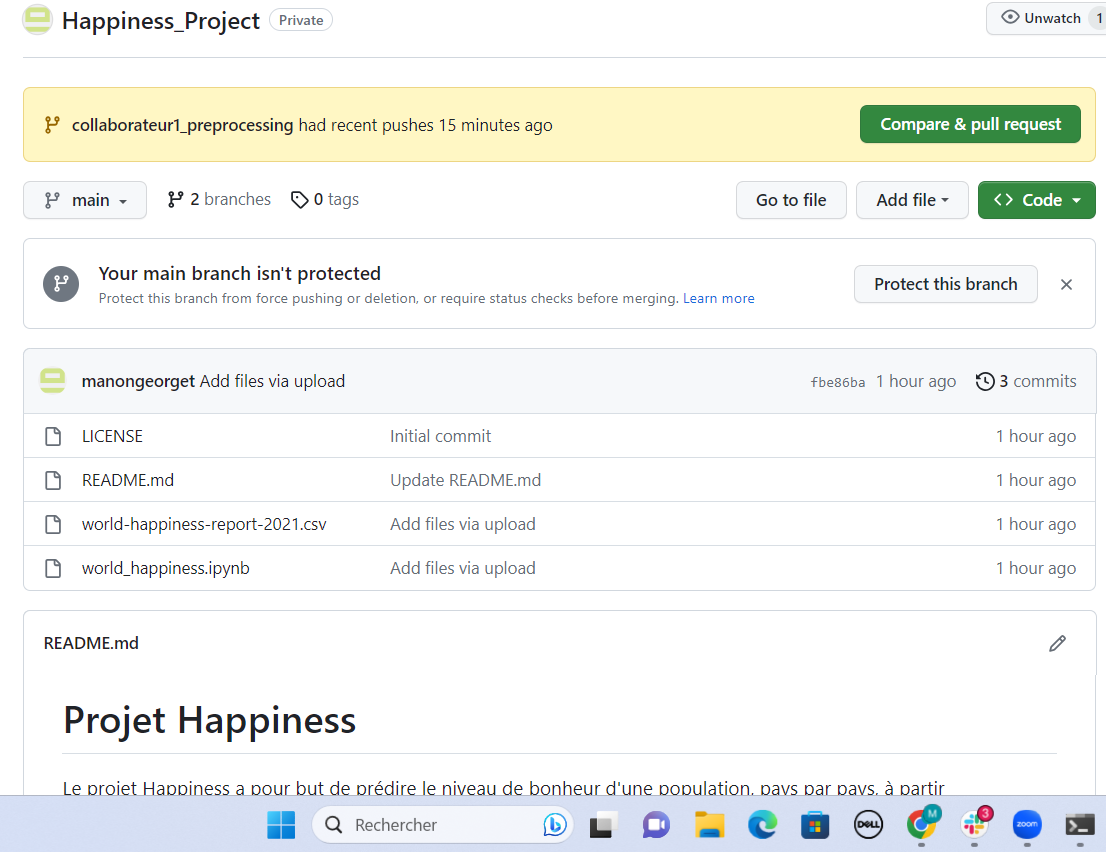 Happiness_Project Private Unwatch 1
collaborateur1_preprocessing had recent pushes 15 minutes ago Compare & pull request
main 2 branches 0 tags Go to file Add file <> Code
Your main branch isn't protected
Protect this branch from force pushing or deletion, or require status checks before merging. Learn more Protect this branch
manongeorget Add files via upload fbe86ba 1 hour ago 3 commits
LICENSE Initial commit 1 hour ago
README.md Update README.md 1 hour ago
world-happiness-report-2021.csv Add files via upload 1 hour ago
world_happiness.ipynb Add files via upload 1 hour ago
README.md
Projet Happiness
Le projet Happiness a pour but de prédire le niveau de bonheur d'une population, pays par pays, à partir
Rechercher DELL M 3 zoom